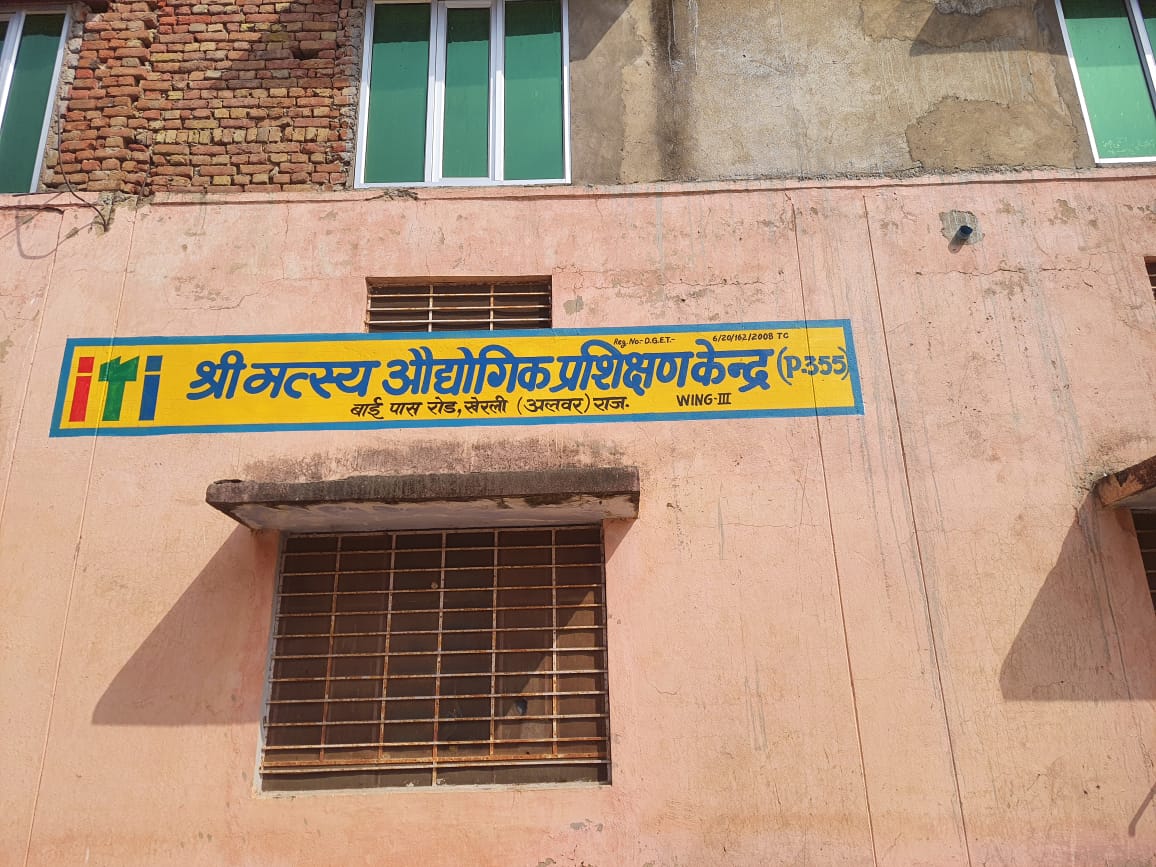 Reg. No:- D.G.E.T.- 6/20/162/2008 TC
iTi श्री मत्स्य औद्योगिक प्रशिक्षण केन्द्र (P.355)
बाई पास रोड, खेरली (अलवर) राज. WING-III